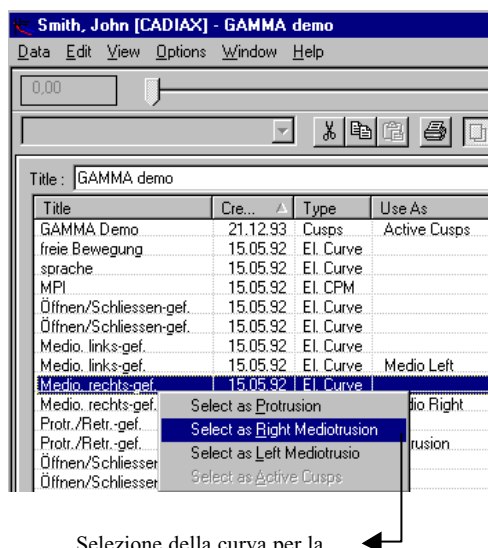 Smith, John [CADIAX] - GAMMA demo
Data Edit View Options Window Help
0,00
Title : GAMMA demo
Title Cre... Type Use As
GAMMA Demo 21.12.93 Cusps Active Cusps
freie Bewegung 15.05.92 El. Curve
sprache 15.05.92 El. Curve
MPI 15.05.92 El. CPM
Öffnen/Schliessen-gef. 15.05.92 El. Curve
Öffnen/Schliessen-gef. 15.05.92 El. Curve
Medio. links-gef. 15.05.92 El. Curve
Medio. links-gef. 15.05.92 El. Curve Medio Left
Medio. rechts-gef. 15.05.92 El. Curve
Medio. rechts-gef. dio Right
Select as Protrusion
Protr./Retr.-gef.
Select as Right Mediotrusion
Protr./Retr.-gef. rusion
Select as Left Mediotrusio
Öffnen/Schliesser
Select as Active Cusps
Öffnen/Schliesser
Selezione della curva per la